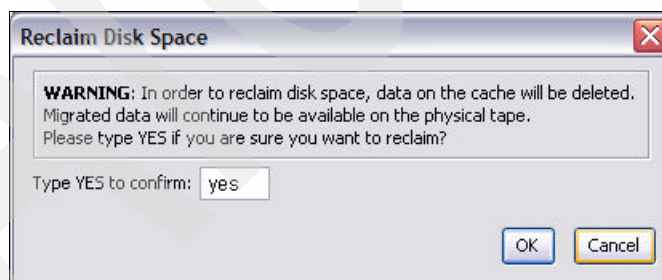 Reclaim Disk Space
WARNING: In order to reclaim disk space, data on the cache will be deleted.
Migrated data will continue to be available on the physical tape.
Please type YES if you are sure you want to reclaim?
Type YES to confirm: yes
OK Cancel